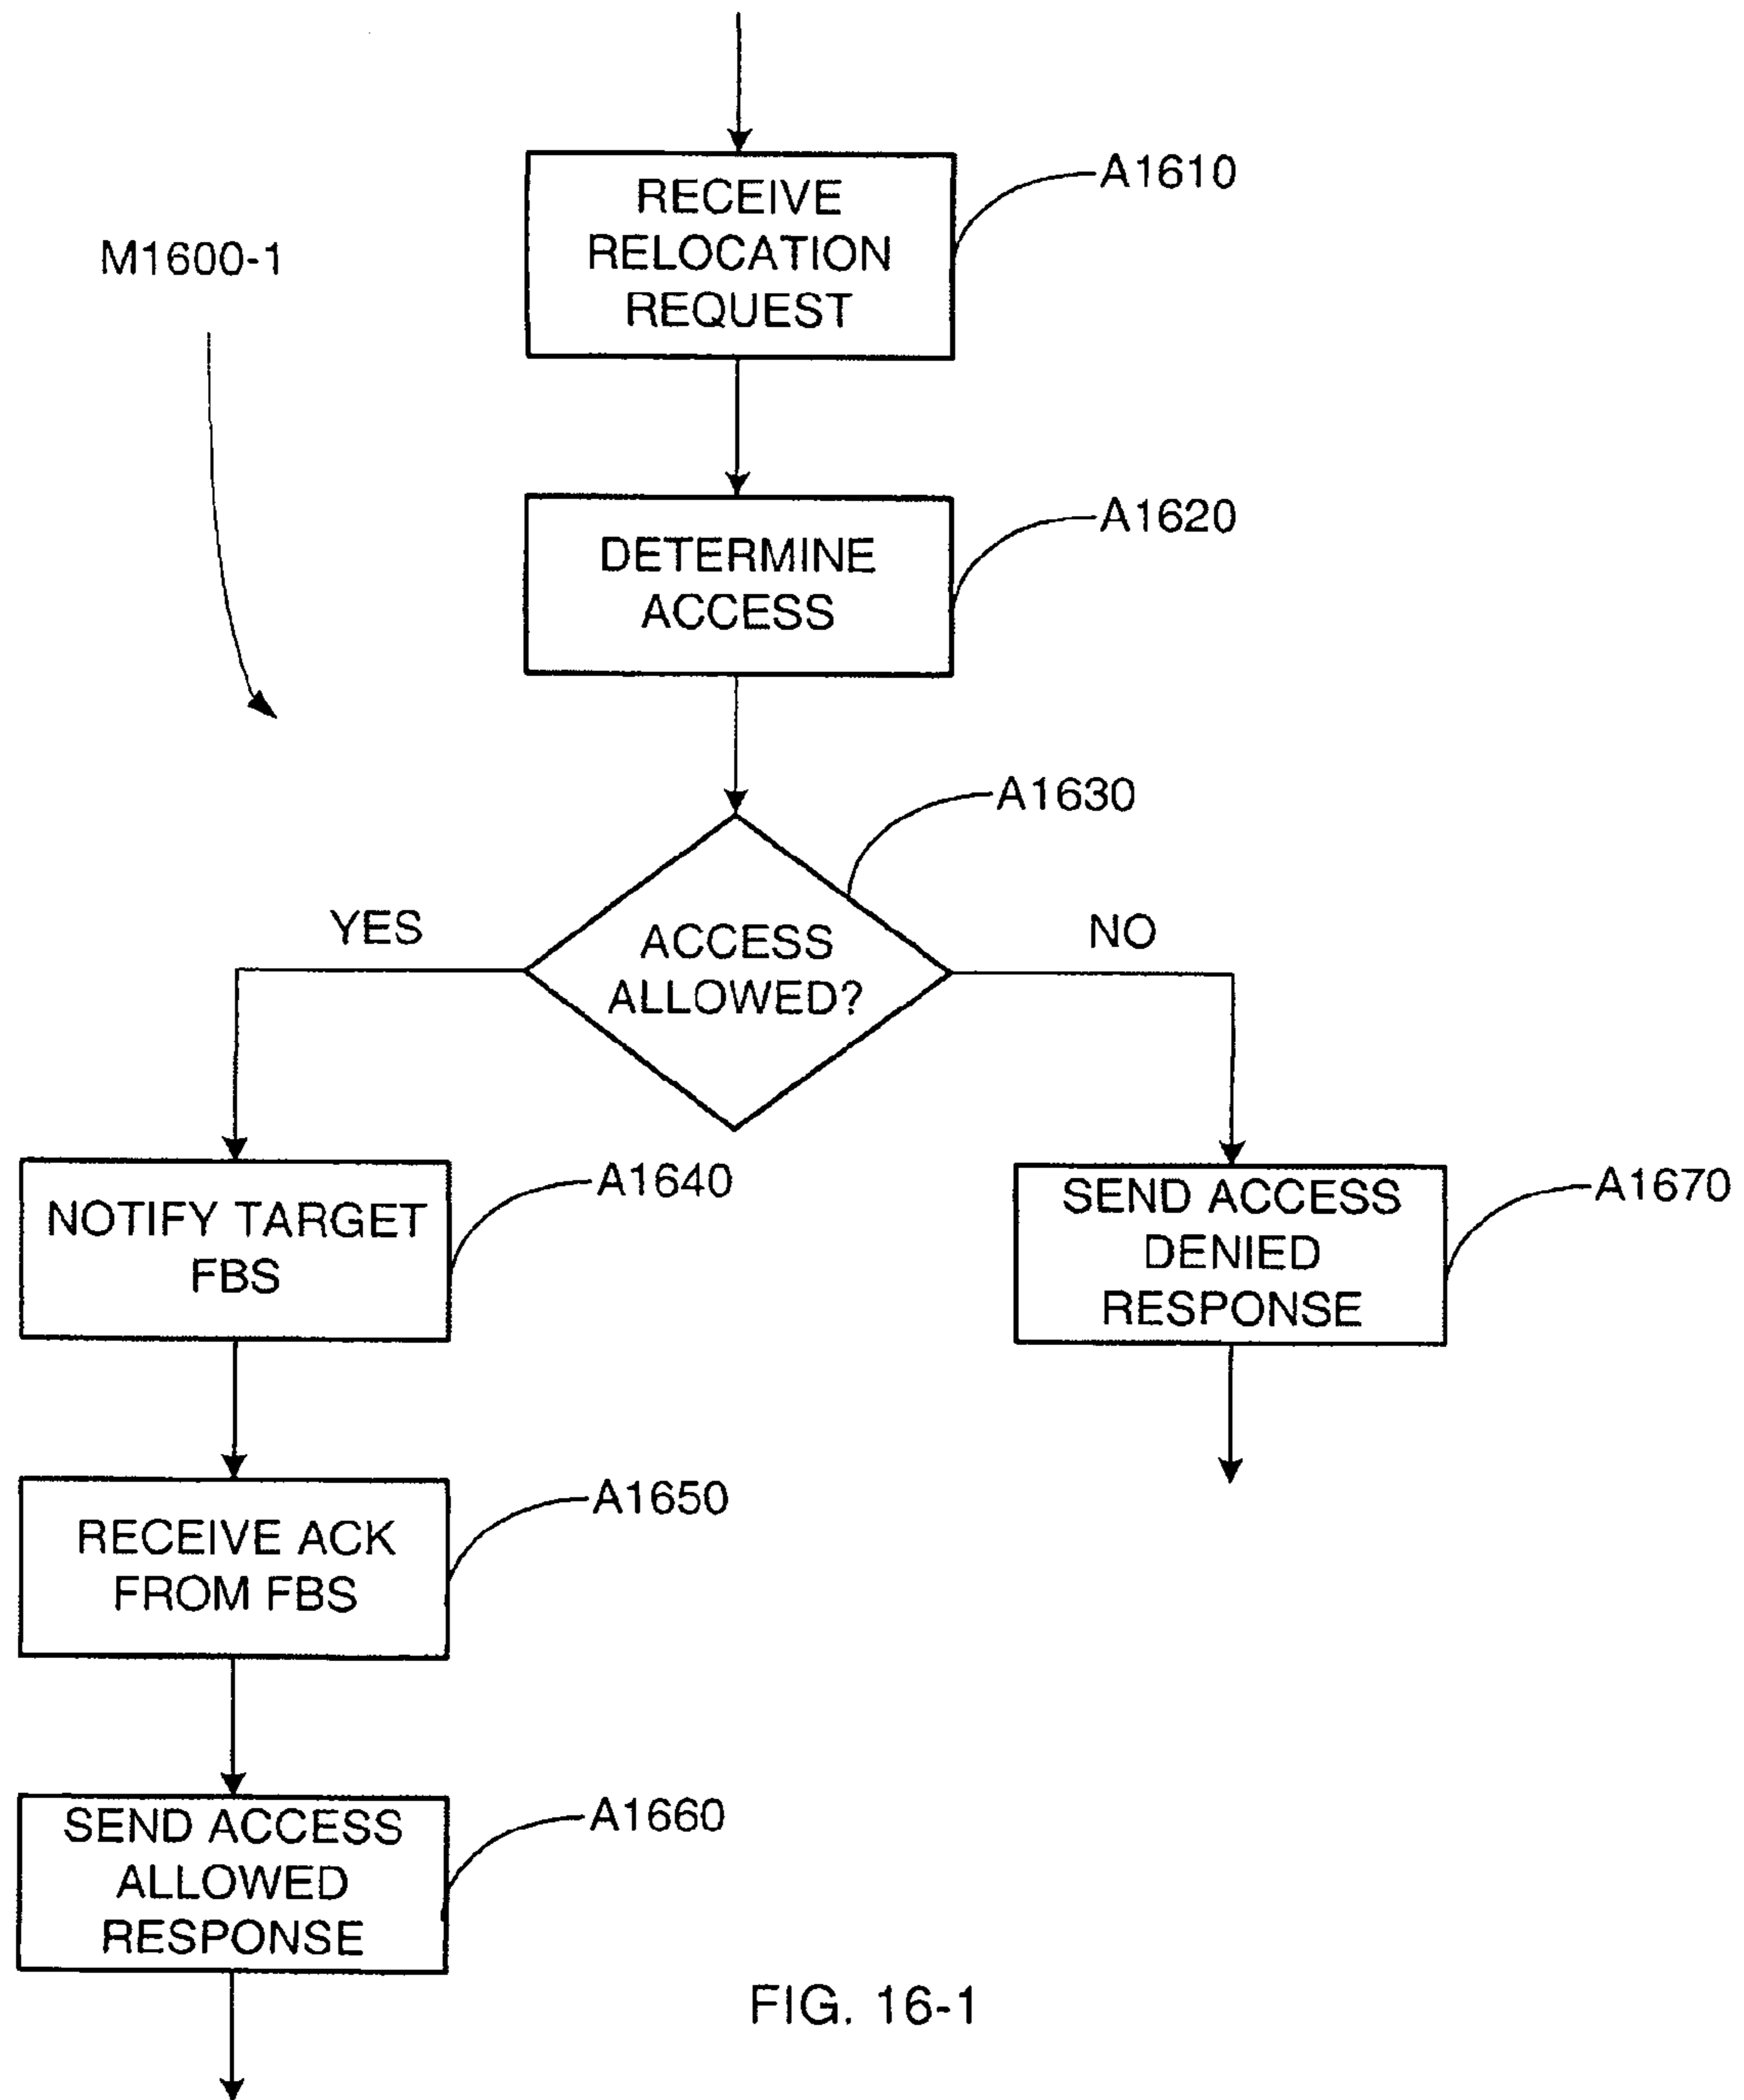 RECEIVE
RELOCATION
REQUEST
A1610
M1600-1
DETERMINE
ACCESS
A1620
A1630
YES
ACCESS
ALLOWED?
NO
NOTIFY TARGET
FBS
A1640
SEND ACCESS
DENIED
RESPONSE
A1670
RECEIVE ACK
FROM FBS
A1650
SEND ACCESS
ALLOWED
RESPONSE
A1660
FIG. 16-1